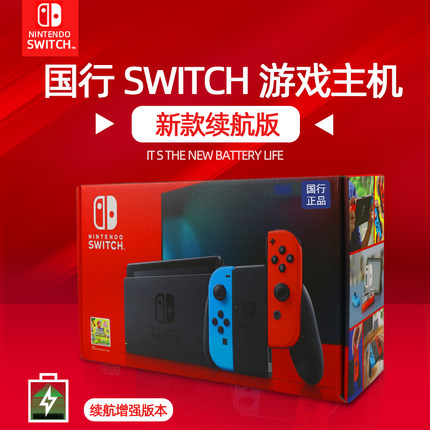 NINTENDO
SWITCH
国行 SWITCH 游戏主机
新款续航版
IT S THE NEW BATTERY LIFE
国行
正品
NINTENDO
SWITCH.
SWITCH
续航增强版本